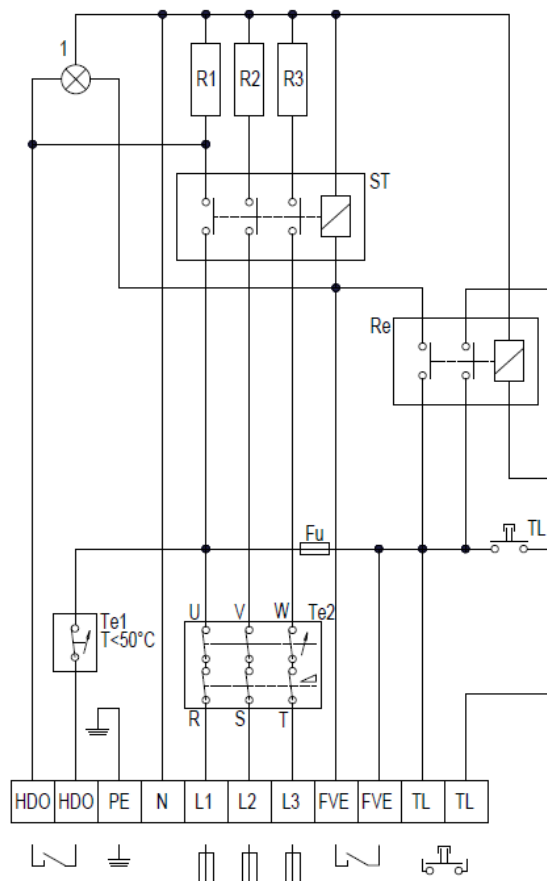 1
R1 R2 R3
ST
Re
Fu
TL
Te1
T<50°C
U V W Te2
R S T
HDO HDO PE N L1 L2 L3 FVE FVE TL TL